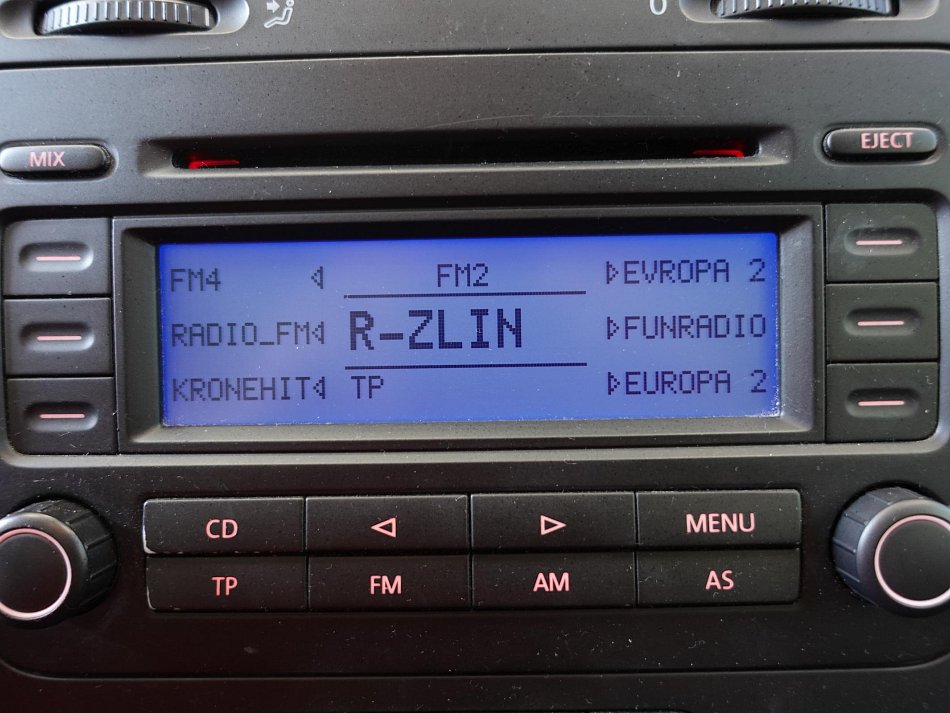 0
MIX
EJECT
FM4 FM2 EVROPA 2
RADIO_FM R-ZLIN FUNRADIO
KRONEHIT TP EUROPA 2
CD MENU
TP FM AM AS